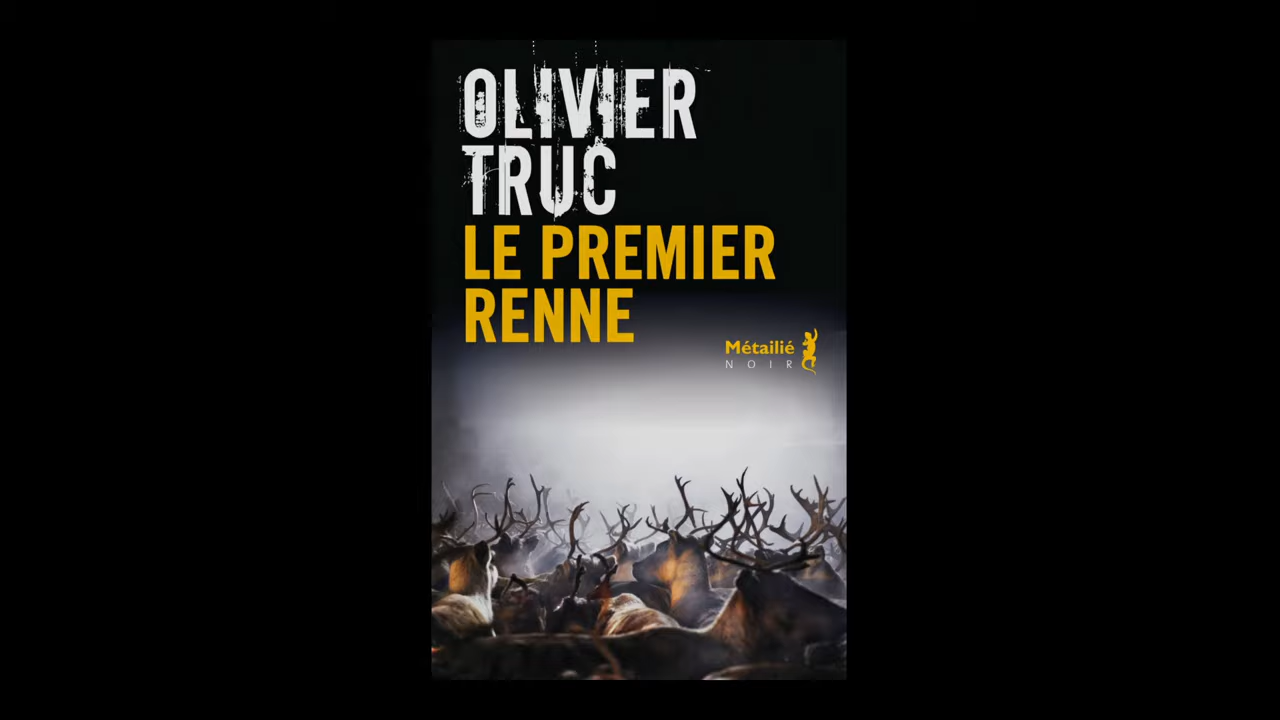 OLIVIER
TRUC
LE PREMIER
RENNE
Métailié
NOIR